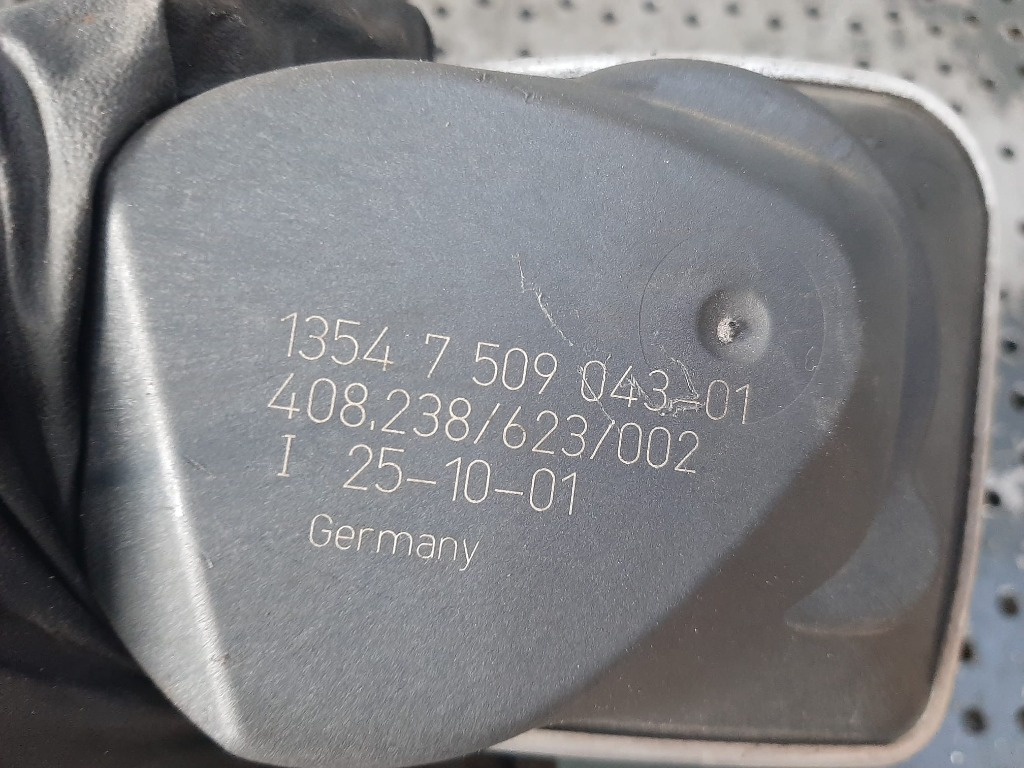 1354 7 509 043-01
408.238/623/002
I 25-10-01
Germany